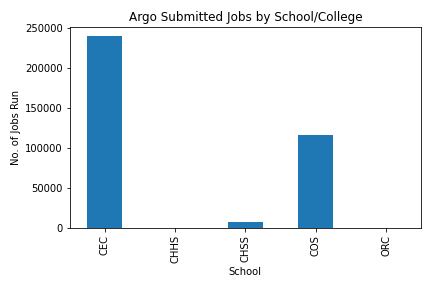 Argo Submitted Jobs by School/College
250000
200000
150000
100000
50000
0
No. of Jobs Run
CEC
CHHS
CHSS
COS
ORC
School